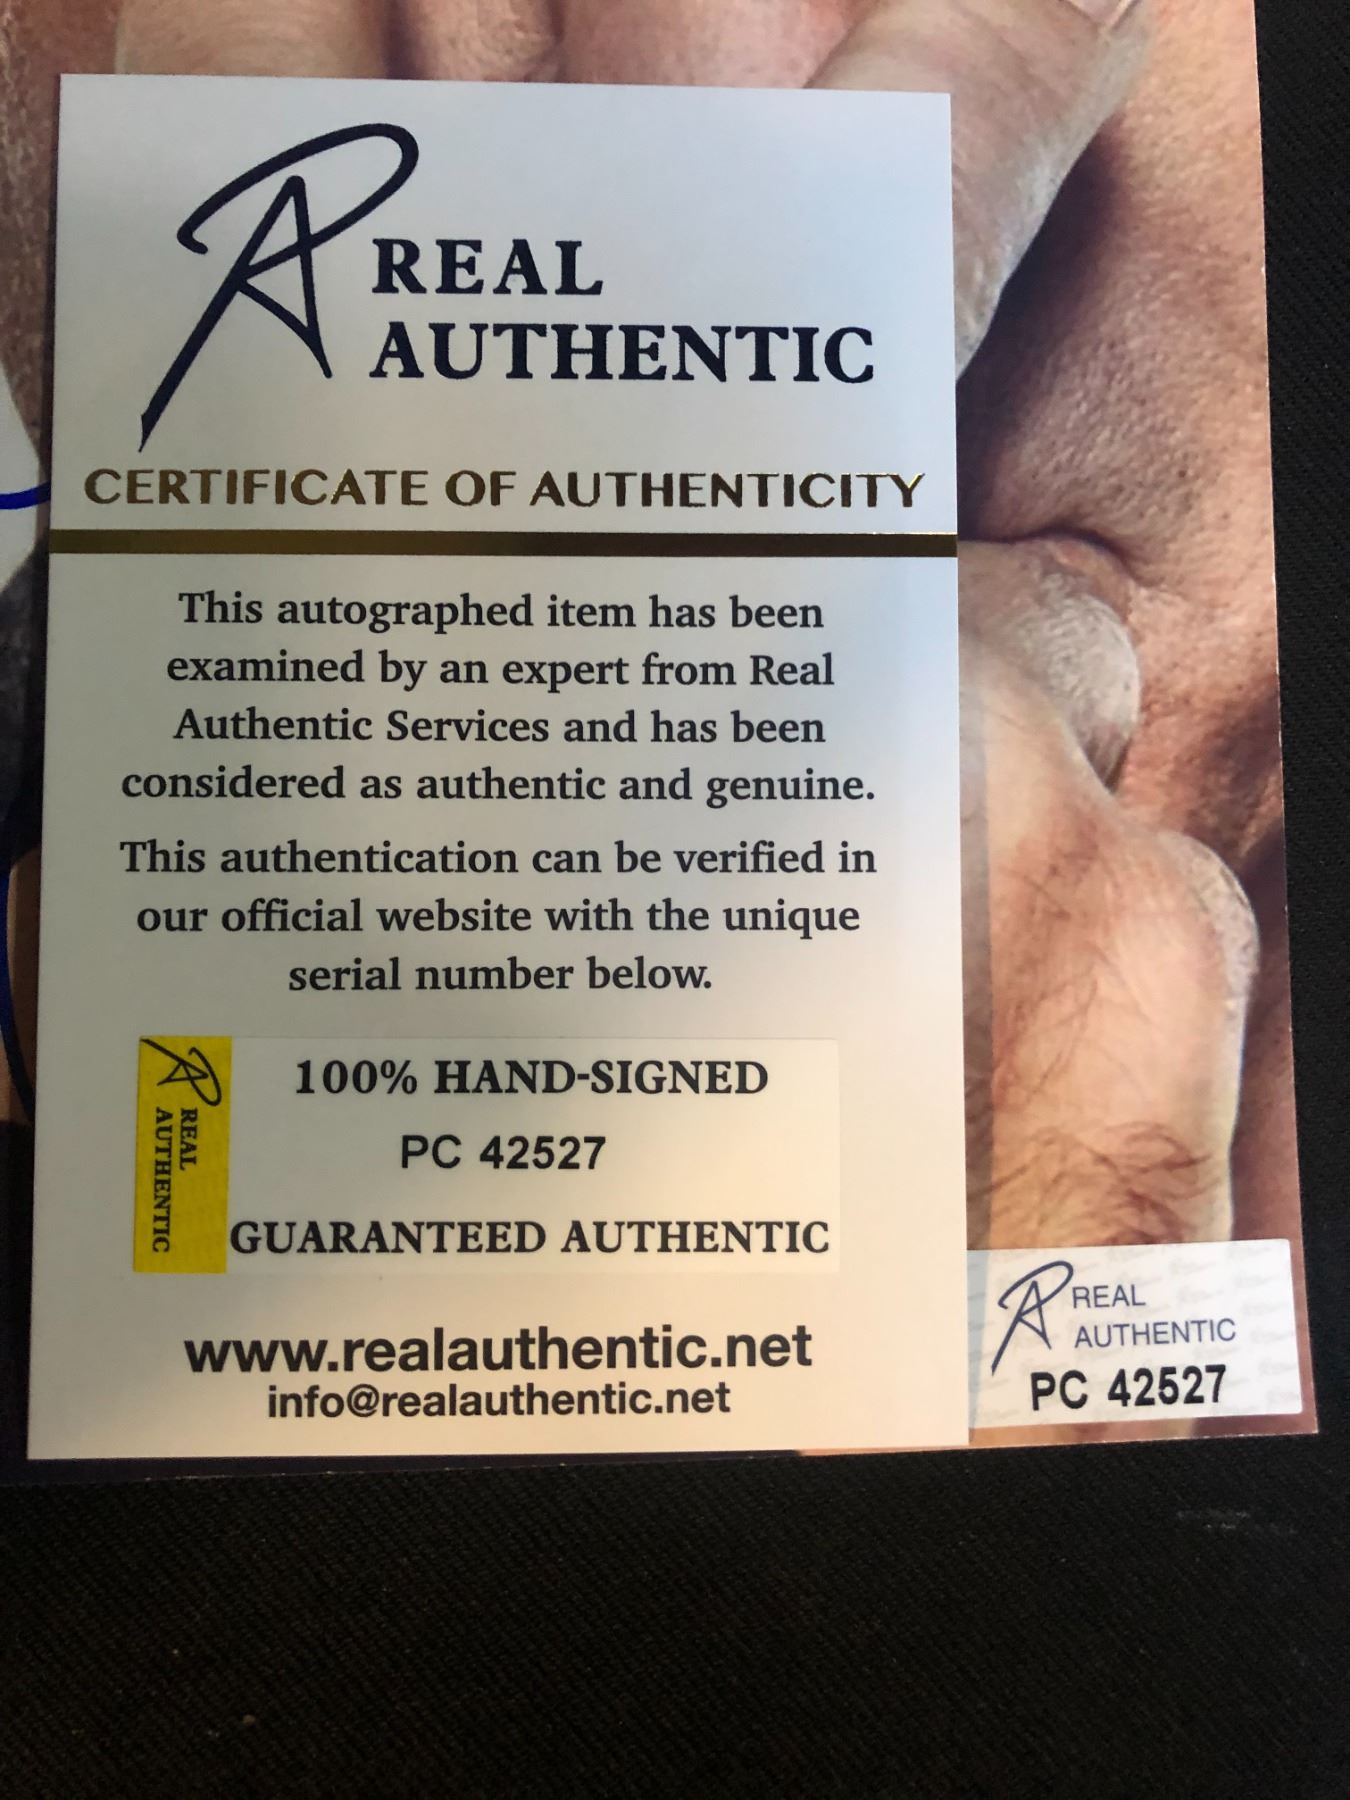 REAL
AUTHENTIC
CERTIFICATE OF AUTHENTICITY
This autographed item has been
examined by an expert from Real
Authentic Services and has been
considered as authentic and genuine.
This authentication can be verified in
our official website with the unique
serial number below.
REAL
AUTHENTIC
100% HAND-SIGNED
PC 42527
GUARANTEED AUTHENTIC
www.realauthentic.net
info@realauthentic.net
REAL
AUTHENTIC
PC 42527